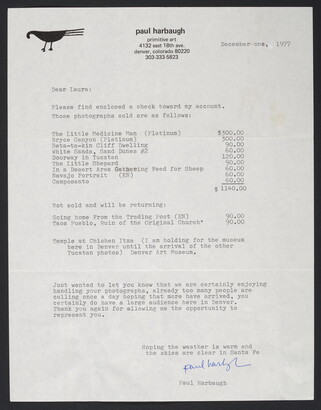 paul harbaugh
primitive art
4132 east 18th ave.
denver, colorado 80220
303-333-5823
December-one, 1977
Dear Laura:
Please find enclosed a check toward my account.
Those photographs sold are as follows:
The Little Medicine Man (Platinum) $300.00
Bryce Canyon (Platinum) 300.00
Beta-to-kin Cliff Dwelling 90.00
White Sands, Sand Dunes #2 60.00
Doorway in Yucatan 120.00
The Little Shepard 90.00
In a Desert Area Gathering Feed for Sheep 60.00
Navajo Portrait (EN) 60.00
Camposanto 60.00
$ 1140.00
Not sold and will be returning:
Going home From the Trading Post (EN) 90.00
Taos Pueblo, Ruin of the Original Church 90.00
Temple at Chichen Itza (I am holding for the museum
here in Denver until the arrival of the other
Yucatan photos) Denver Art Museum.
Just wanted to let you know that we are certainly enjoying
handling your photographs, already too many people are
calling once a day hoping that more have arrived, you
certainly do have a large audience here in Denver.
Thank you again for allowing me the opportunity to
represent you.
Hoping the weather is warm and
the skies are clear in Santa Fe
Paul Harbaugh
Paul Harbaugh